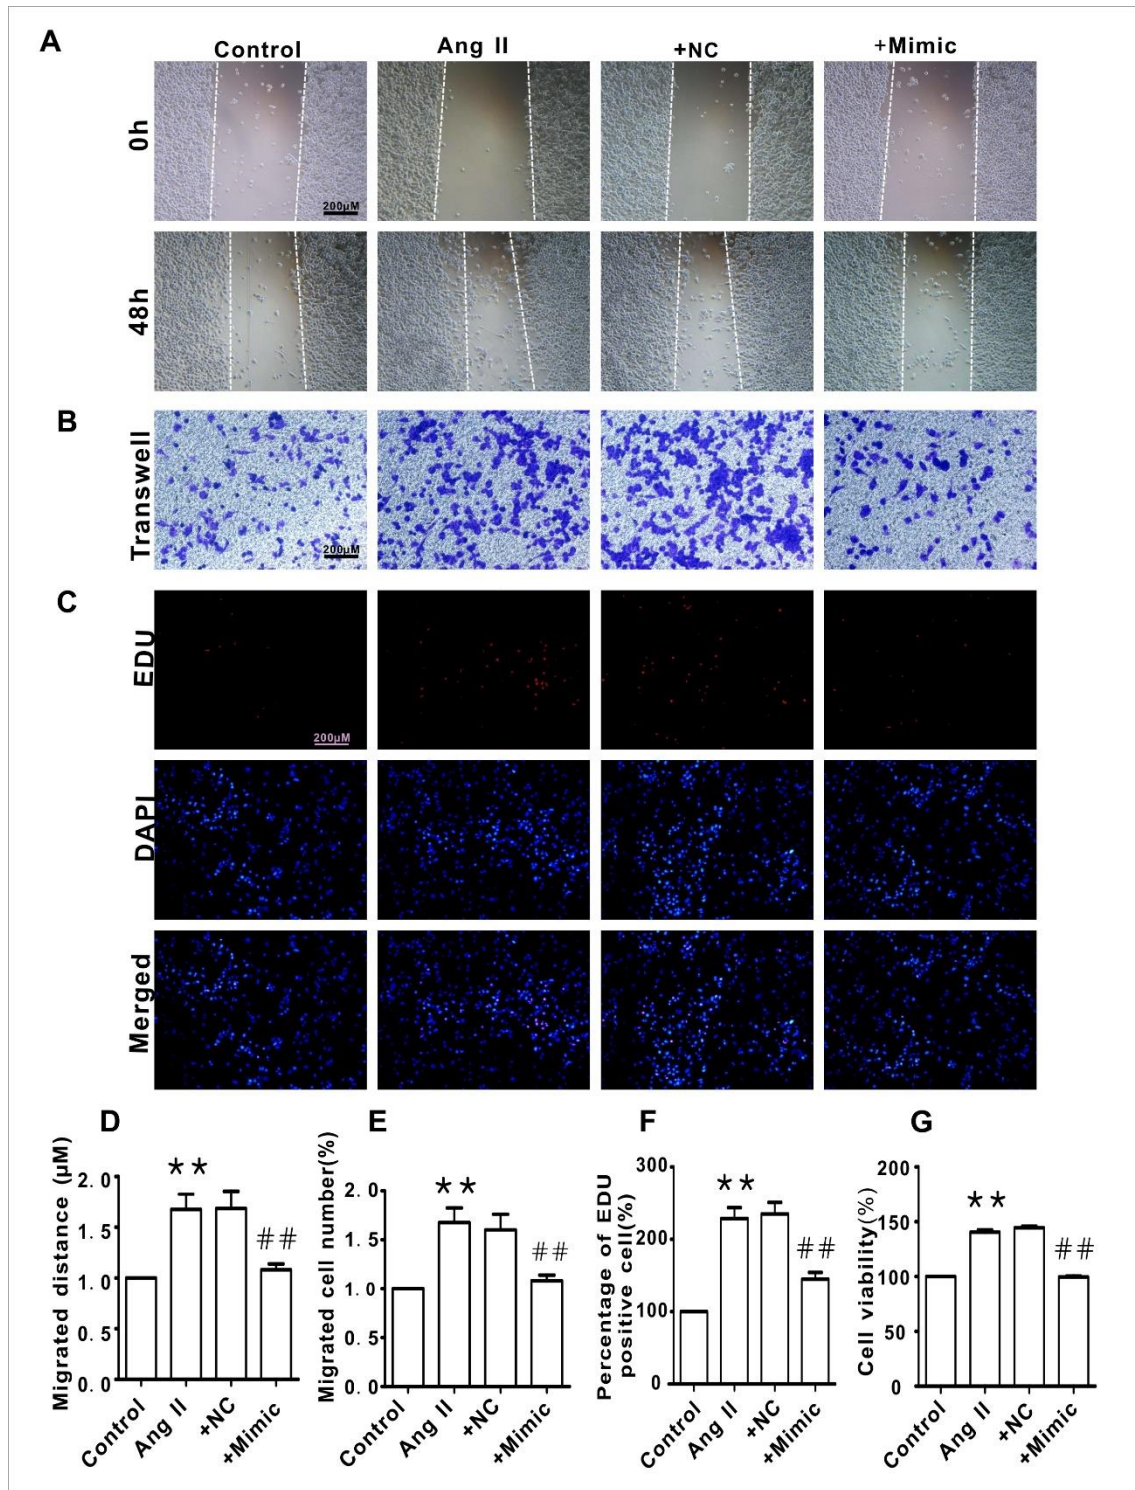 A
Control
Ang II
+NC
+Mimic
0h
200μM
48h
B
Transwell
200μM
C
EDU
200μM
DAPI
Merged
D
Migrated distance (μM)
2.0
1.5
1.0
0.5
0.0
**
##
Control
Ang II
+NC
+Mimic
E
Migrated cell number(%)
2.0
1.5
1.0
0.5
0.0
**
##
Control
Ang II
+NC
+Mimic
F
Percentage of EDU
positive cell(%)
300
200
100
0
**
##
Control
Ang II
+NC
+Mimic
G
Cell viability(%)
200
150
100
50
0
**
##
Control
Ang II
+NC
+Mimic